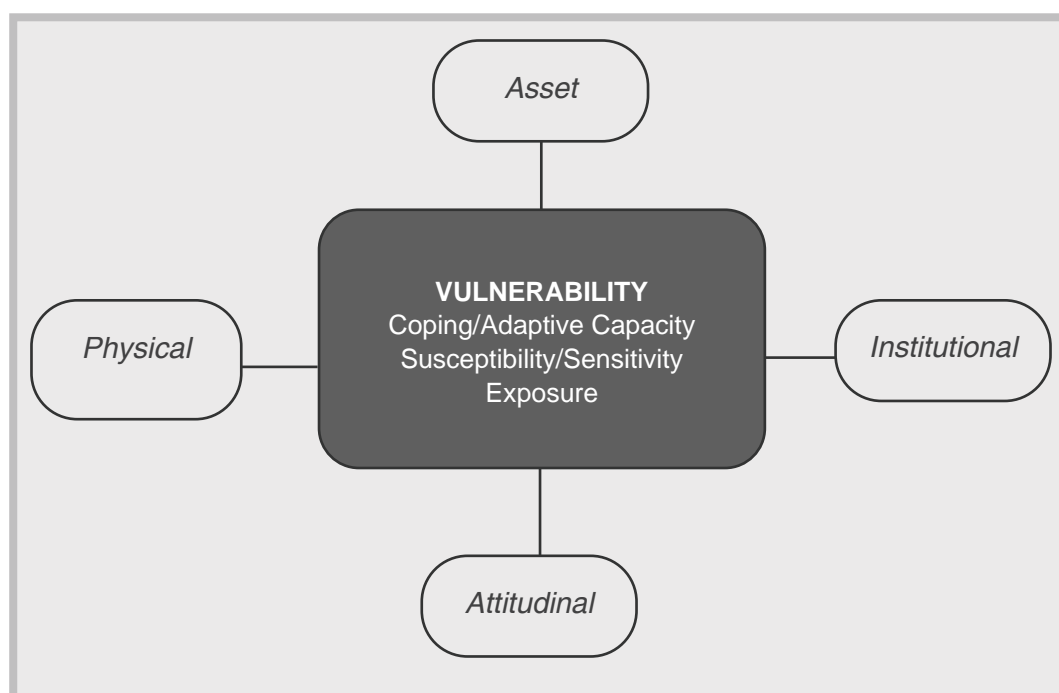 Asset
VULNERABILITY
Coping/Adaptive Capacity
Susceptibility/Sensitivity
Exposure
Physical
Institutional
Attitudinal